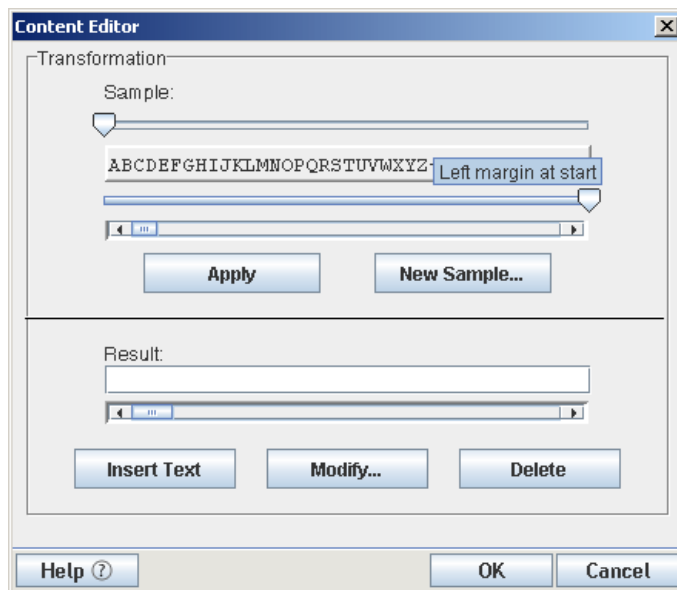 Content Editor
Transformation
Sample:
ABCDEFGHIJKLMNOPQRSTUVWXYZ
Left margin at start
Apply
New Sample...
Result:
Insert Text
Modify...
Delete
Help ?
OK
Cancel